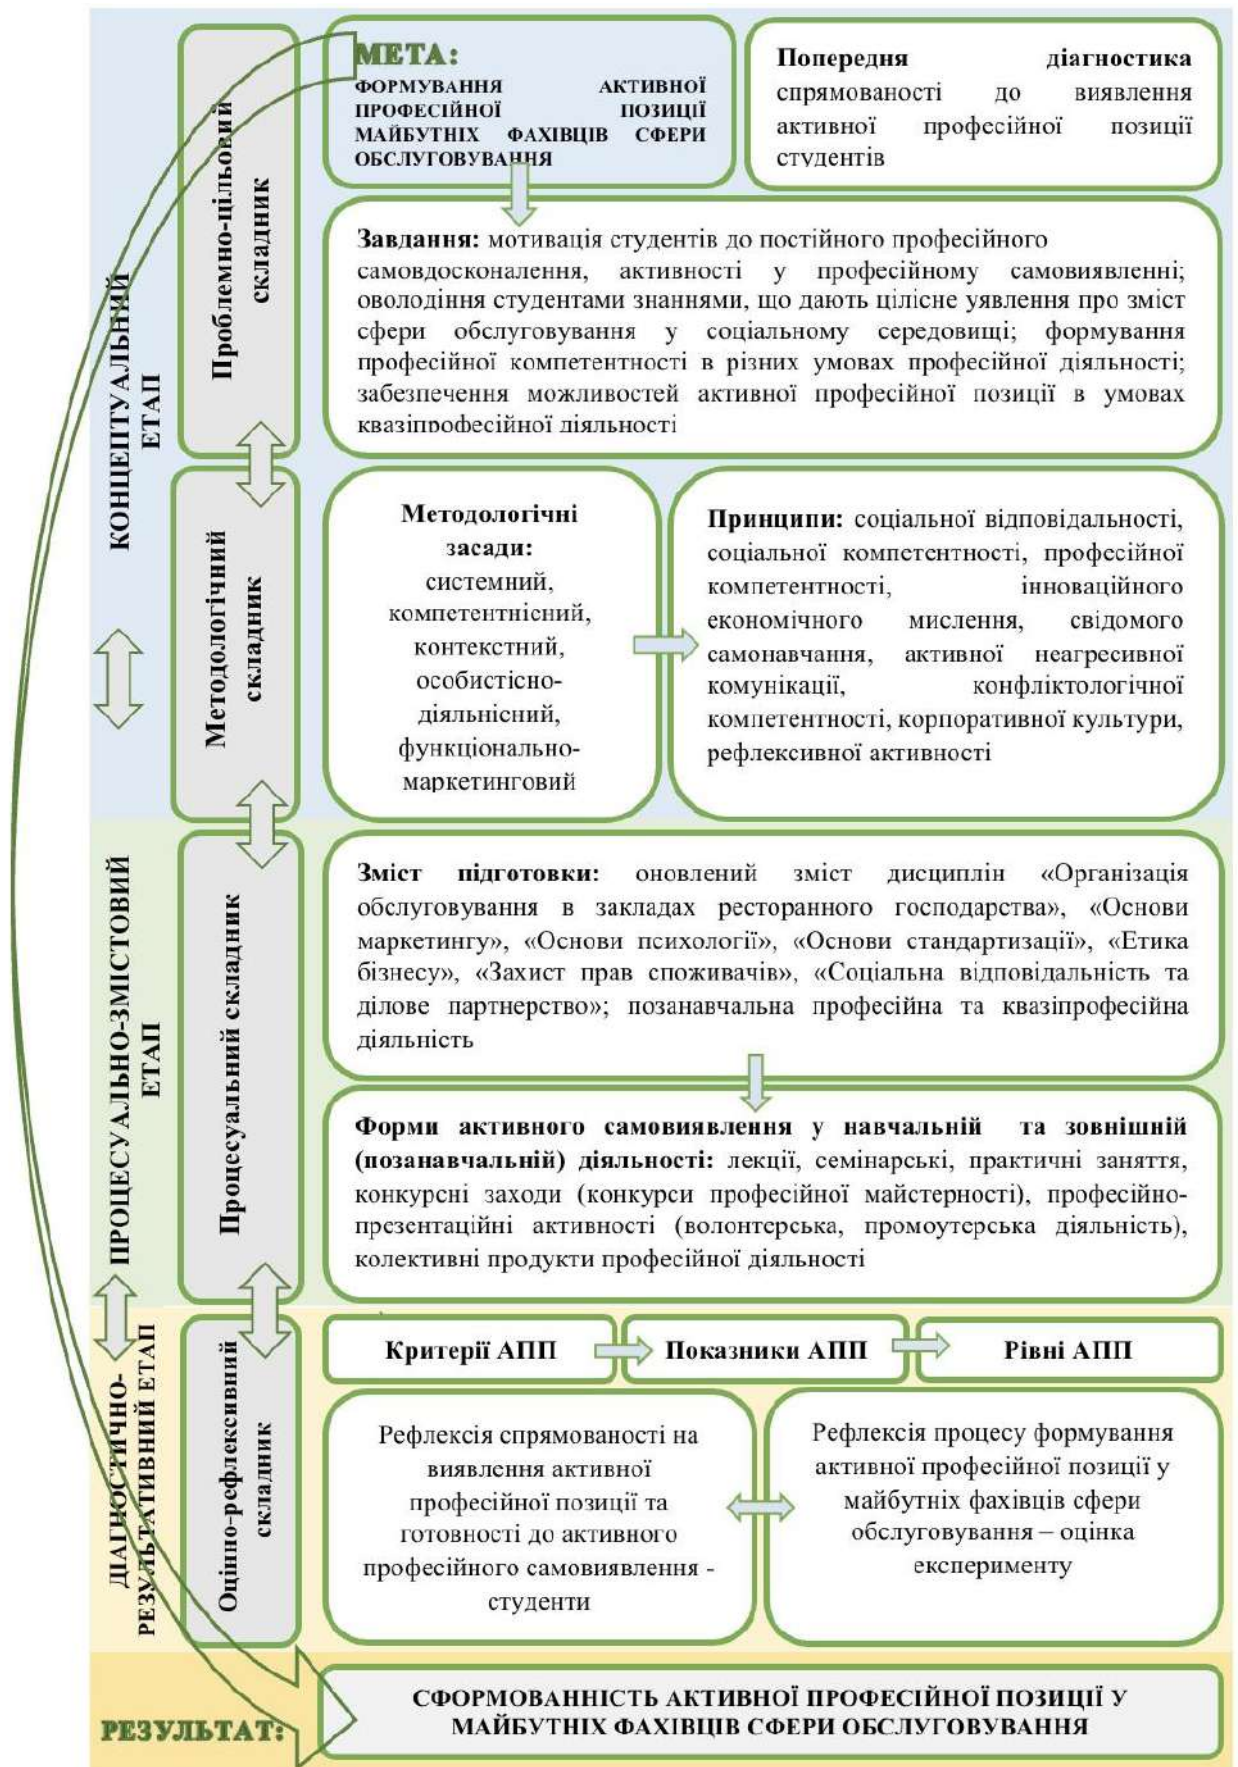 МЕТА:
ФОРМУВАННЯ АКТИВНОЇ
ПРОФЕСІЙНОЇ ПОЗИЦІЇ
МАЙБУТНІХ ФАХІВЦІВ СФЕРИ
ОБСЛУГОВУВАННЯ
Попередня діагностика
спрямованості до виявлення
активної професійної позиції
студентів
КОНЦЕПТУАЛЬНИЙ
ЕТАП
Проблемно-цільовий
складник
Завдання: мотивація студентів до постійного професійного
самовдосконалення, активності у професійному самовиявленні;
оволодіння студентами знаннями, що дають цілісне уявлення про зміст
сфери обслуговування у соціальному середовищі; формування
професійної компетентності в різних умовах професійної діяльності;
забезпечення можливостей активної професійної позиції в умовах
квазіпрофесійної діяльності
Методологічний
складник
Методологічні
засади:
системний,
компетентнісний,
контекстний,
особистісно-
діяльнісний,
функціонально-
маркетинговий
Принципи: соціальної відповідальності,
соціальної компетентності, професійної
компетентності, інноваційного
економічного мислення, свідомого
самонавчання, активної неагресивної
комунікації, конфліктологічної
компетентності, корпоративної культури,
рефлексивної активності
ПРОЦЕСУАЛЬНО-ЗМІСТОВИЙ
ЕТАП
Процесуальний складник
Зміст підготовки: оновлений зміст дисциплін «Організація
обслуговування в закладах ресторанного господарства», «Основи
маркетингу», «Основи психології», «Основи стандартизації», «Етика
бізнесу», «Захист прав споживачів», «Соціальна відповідальність та
ділове партнерство»; позанавчальна професійна та квазіпрофесійна
діяльність
Форми активного самовиявлення у навчальній та зовнішній
(позанавчальній) діяльності: лекції, семінарські, практичні заняття,
конкурсні заходи (конкурси професійної майстерності), професійно-
презентаційні активності (волонтерська, промоутерська діяльність),
колективні продукти професійної діяльності
ДІАГНОСТИЧНО-
РЕЗУЛЬТАТИВНИЙ ЕТАП
Оцінно-рефлексивний
складник
Критерії АПП
Показники АПП
Рівні АПП
Рефлексія спрямованості на
виявлення активної
професійної позиції та
готовності до активного
професійного самовиявлення -
студенти
Рефлексія процесу формування
активної професійної позиції у
майбутніх фахівців сфери
обслуговування – оцінка
експерименту
РЕЗУЛЬТАТ:
СФОРМОВАННІСТЬ АКТИВНОЇ ПРОФЕСІЙНОЇ ПОЗИЦІЇ У
МАЙБУТНІХ ФАХІВЦІВ СФЕРИ ОБСЛУГОВУВАННЯ